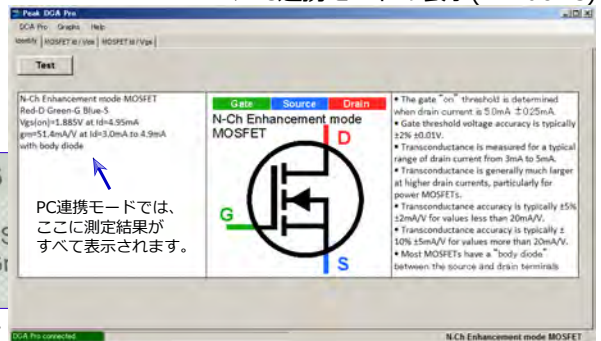 連携モード
Peak DCA Pro
DCA Pro Graphs Help
Identify MOSFET Id / Vds MOSFET Id / Vgs
Test
N-Ch Enhancement mode MOSFET
Red-D Green-G Blue-S
Vgs(on)=1.885V at Id=4.95mA
gm=51.4mA/V at Id=3.0mA to 4.9mA
with body diode
PC連携モードでは、
ここに測定結果が
すべて表示されます。
Gate Source Drain
N-Ch Enhancement mode
MOSFET
D
G
S
• The gate "on" threshold is determined
when drain current is 5.0mA ±0.25mA.
• Gate threshold voltage accuracy is typically
±2% ±0.01V.
• Transconductance is measured for a typical
range of drain current from 3mA to 5mA.
• Transconductance is generally much larger
at higher drain currents, particularly for
power MOSFETs.
• Transconductance accuracy is typically ±5%
±2mA/V for values less than 20mA/V.
• Transconductance accuracy is typically ±
10% ±5mA/V for values more than 20mA/V.
• Most MOSFETs have a "body diode"
between the source and drain terminals
DCA Pro connected
N-Ch Enhancement mode MOSFET